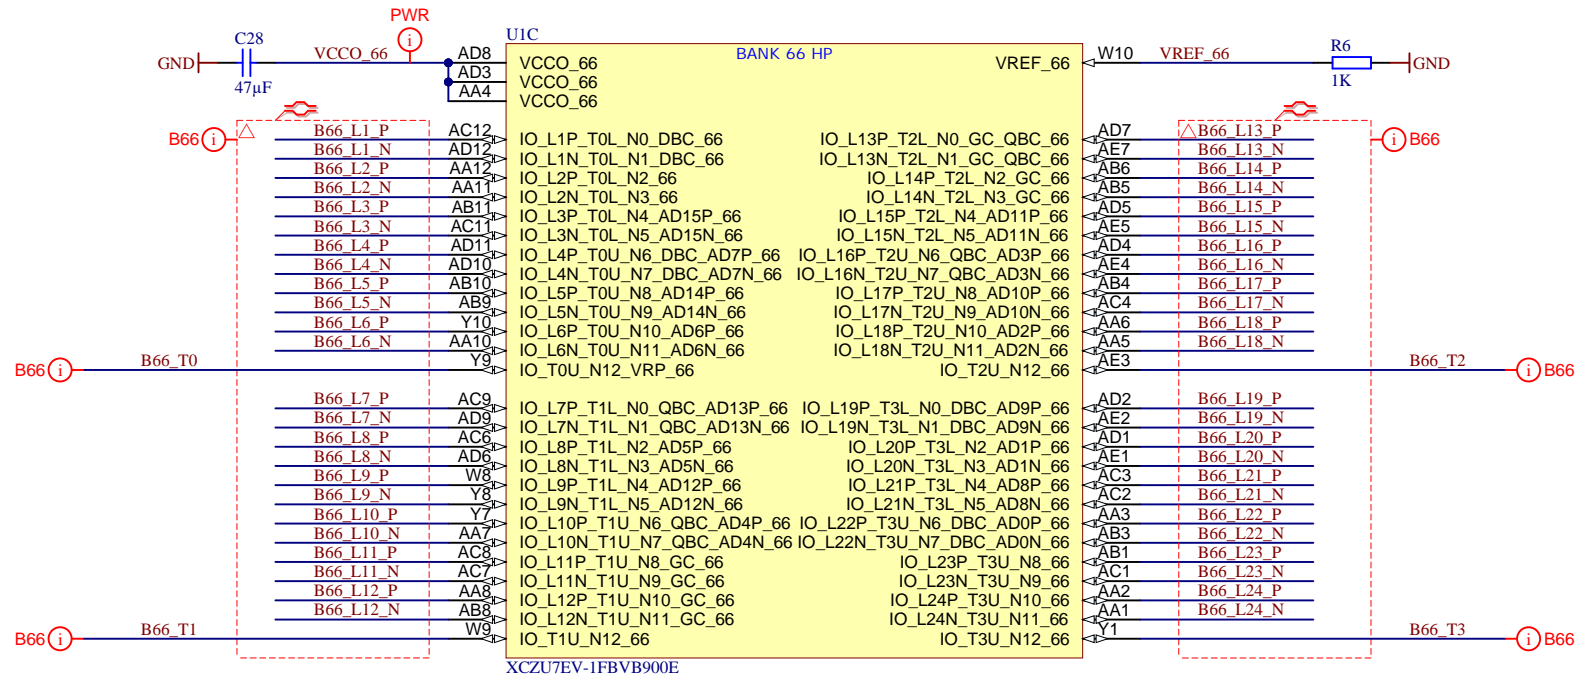 PWR
i
U1C
BANK 66 HP
GND C28 47µF VCCO_66 AD8 VCCO_66 VREF_66 W10 VREF_66 R6 1K GND
AD3 VCCO_66
AA4 VCCO_66
B66 i B66_L1_P AC12 IO_L1P_T0L_N0_DBC_66 IO_L13P_T2L_N0_GC_QBC_66 AD7 B66_L13_P i B66
B66_L1_N AD12 IO_L1N_T0L_N1_DBC_66 IO_L13N_T2L_N1_GC_QBC_66 AE7 B66_L13_N
B66_L2_P AA12 IO_L2P_T0L_N2_66 IO_L14P_T2L_N2_GC_66 AB6 B66_L14_P
B66_L2_N AA11 IO_L2N_T0L_N3_66 IO_L14N_T2L_N3_GC_66 AB5 B66_L14_N
B66_L3_P AB11 IO_L3P_T0L_N4_AD15P_66 IO_L15P_T2L_N4_AD11P_66 AD5 B66_L15_P
B66_L3_N AC11 IO_L3N_T0L_N5_AD15N_66 IO_L15N_T2L_N5_AD11N_66 AE5 B66_L15_N
B66_L4_P AD11 IO_L4P_T0U_N6_DBC_AD7P_66 IO_L16P_T2U_N6_QBC_AD3P_66 AD4 B66_L16_P
B66_L4_N AD10 IO_L4N_T0U_N7_DBC_AD7N_66 IO_L16N_T2U_N7_QBC_AD3N_66 AE4 B66_L16_N
B66_L5_P AB10 IO_L5P_T0U_N8_AD14P_66 IO_L17P_T2U_N8_AD10P_66 AB4 B66_L17_P
B66_L5_N AB9 IO_L5N_T0U_N9_AD14N_66 IO_L17N_T2U_N9_AD10N_66 AC4 B66_L17_N
B66_L6_P Y10 IO_L6P_T0U_N10_AD6P_66 IO_L18P_T2U_N10_AD2P_66 AA6 B66_L18_P
B66_L6_N AA10 IO_L6N_T0U_N11_AD6N_66 IO_L18N_T2U_N11_AD2N_66 AA5 B66_L18_N
B66 i B66_T0 Y9 IO_T0U_N12_VRP_66 IO_T2U_N12_66 AE3 B66_T2 i B66
B66_L7_P AC9 IO_L7P_T1L_N0_QBC_AD13P_66 IO_L19P_T3L_N0_DBC_AD9P_66 AD2 B66_L19_P
B66_L7_N AD9 IO_L7N_T1L_N1_QBC_AD13N_66 IO_L19N_T3L_N1_DBC_AD9N_66 AE2 B66_L19_N
B66_L8_P AC6 IO_L8P_T1L_N2_AD5P_66 IO_L20P_T3L_N2_AD1P_66 AD1 B66_L20_P
B66_L8_N AD6 IO_L8N_T1L_N3_AD5N_66 IO_L20N_T3L_N3_AD1N_66 AE1 B66_L20_N
B66_L9_P W8 IO_L9P_T1L_N4_AD12P_66 IO_L21P_T3L_N4_AD8P_66 AC3 B66_L21_P
B66_L9_N Y8 IO_L9N_T1L_N5_AD12N_66 IO_L21N_T3L_N5_AD8N_66 AC2 B66_L21_N
B66_L10_P Y7 IO_L10P_T1U_N6_QBC_AD4P_66 IO_L22P_T3U_N6_DBC_AD0P_66 AA3 B66_L22_P
B66_L10_N AA7 IO_L10N_T1U_N7_QBC_AD4N_66 IO_L22N_T3U_N7_DBC_AD0N_66 AB3 B66_L22_N
B66_L11_P AC8 IO_L11P_T1U_N8_GC_66 IO_L23P_T3U_N8_66 AB1 B66_L23_P
B66_L11_N AC7 IO_L11N_T1U_N9_GC_66 IO_L23N_T3U_N9_66 AC1 B66_L23_N
B66_L12_P AA8 IO_L12P_T1U_N10_GC_66 IO_L24P_T3U_N10_66 AA2 B66_L24_P
B66_L12_N AB8 IO_L12N_T1U_N11_GC_66 IO_L24N_T3U_N11_66 AA1 B66_L24_N
B66 i B66_T1 W9 IO_T1U_N12_66 IO_T3U_N12_66 Y1 B66_T3 i B66
XCZU7EV-1FBVB900E